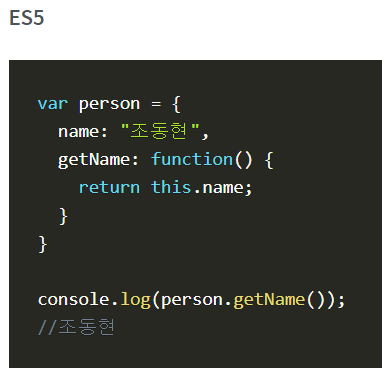 ES5
var person = {
  name: "조동현",
  getName: function() {
    return this.name;
  }
}
console.log(person.getName());
//조동현